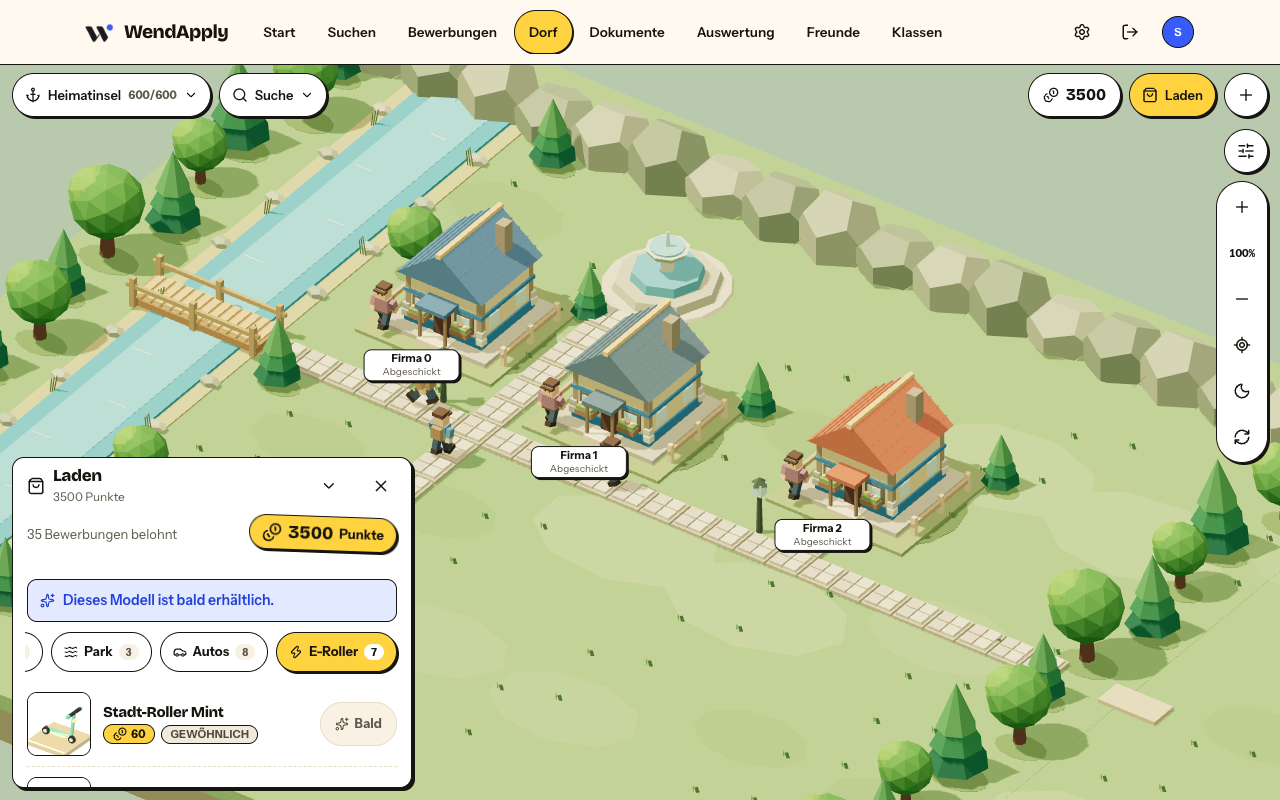 WendApply
Start
Suchen
Bewerbungen
Dorf
Dokumente
Auswertung
Freunde
Klassen
S
Heimatinsel 600/600
Suche
3500
Laden
100%
Firma 0
Abgeschickt
Firma 1
Abgeschickt
Firma 2
Abgeschickt
Laden
3500 Punkte
35 Bewerbungen belohnt
3500 Punkte
Dieses Modell ist bald erhältlich.
Park 3
Autos 8
E-Roller 7
Stadt-Roller Mint
60
GEWÖHNLICH
Bald